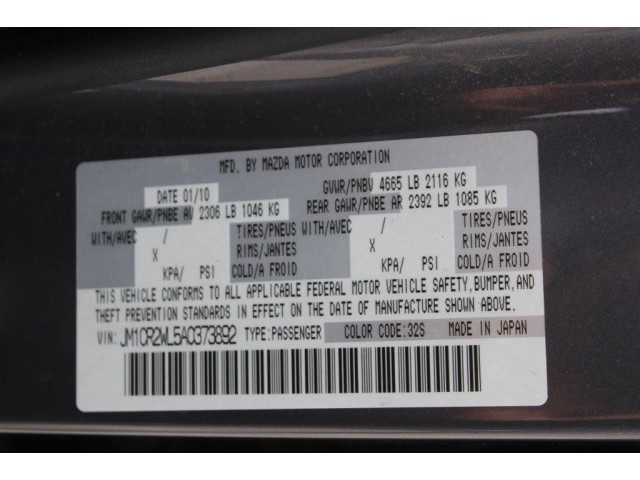 MFD. BY MAZDA MOTOR CORPORATION
DATE 01/10 GVWR/PNBV 4665 LB 2116 KG
FRONT GAWR/PNBE AV 2306 LB 1046 KG REAR GAWR/PNBE AR 2392 LB 1085 KG
WITH/AVEC / TIRES/PNEUS WITH/AVEC / TIRES/PNEUS
X RIMS/JANTES X RIMS/JANTES
KPA/ PSI COLD/A FROID KPA/ PSI COLD/A FROID
THIS VEHICLE CONFORMS TO ALL APPLICABLE FEDERAL MOTOR VEHICLE SAFETY, BUMPER, AND
THEFT PREVENTION STANDARDS IN EFFECT ON THE DATE OF MANUFACTURE SHOWN ABOVE.
VIN: JM1CR2WL5A0373892 TYPE: PASSENGER COLOR CODE: 32S MADE IN JAPAN